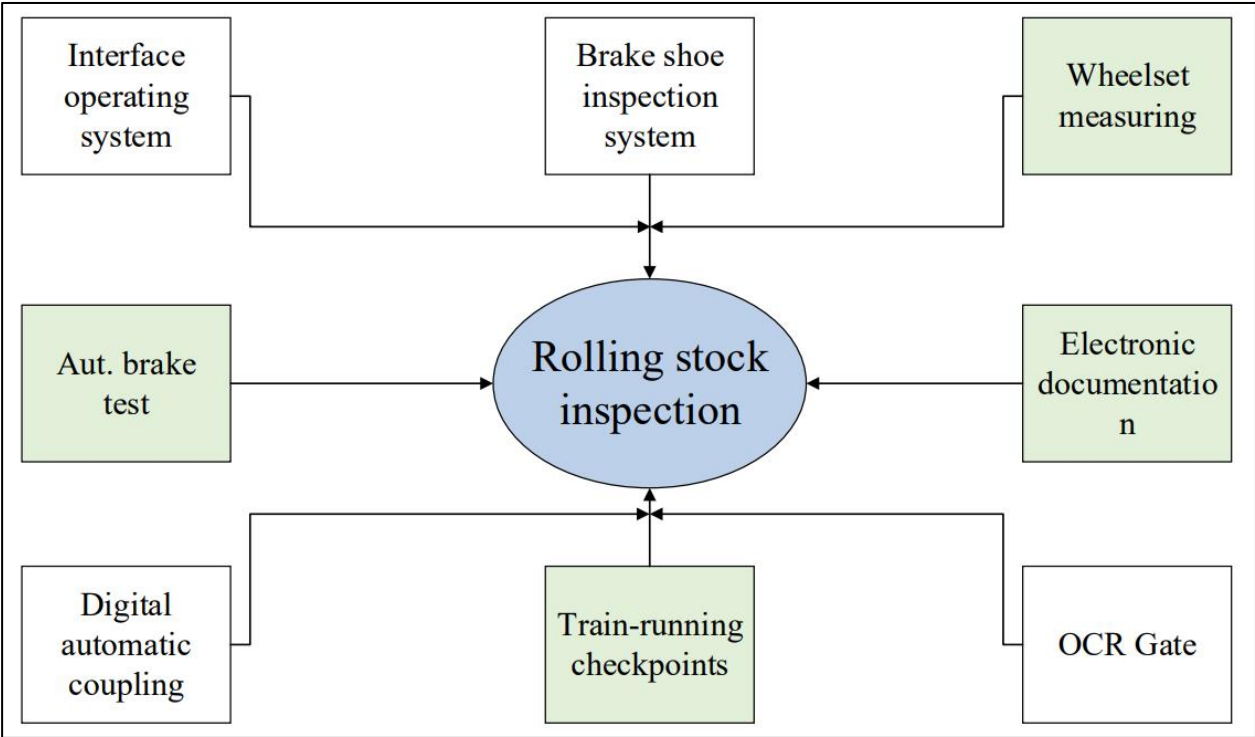 Interface
operating
system
Brake shoe
inspection
system
Wheelset
measuring
Aut. brake
test
Rolling stock
inspection
Electronic
documentatio
n
Digital
automatic
coupling
Train-running
checkpoints
OCR Gate